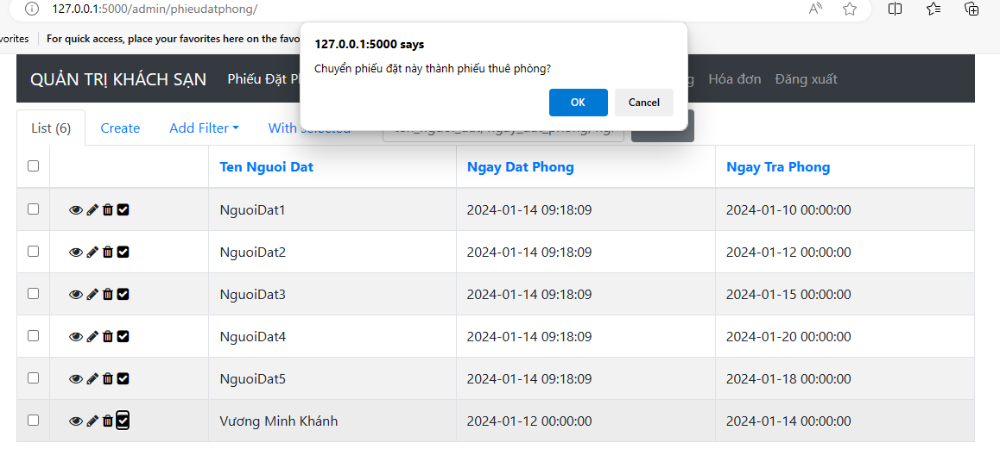 127.0.0.1:5000/admin/phieudatphong/
vorites For quick access, place your favorites here on the favo
127.0.0.1:5000 says
Chuyển phiếu đặt này thành phiếu thuê phòng?
OK Cancel
QUẢN TRỊ KHÁCH SẠN Phiếu Đặt Hóa đơn Đăng xuất
List (6) Create Add Filter With selected
Ten Nguoi Dat Ngay Dat Phong Ngay Tra Phong
NguoiDat1 2024-01-14 09:18:09 2024-01-10 00:00:00
NguoiDat2 2024-01-14 09:18:09 2024-01-12 00:00:00
NguoiDat3 2024-01-14 09:18:09 2024-01-15 00:00:00
NguoiDat4 2024-01-14 09:18:09 2024-01-20 00:00:00
NguoiDat5 2024-01-14 09:18:09 2024-01-18 00:00:00
Vương Minh Khánh 2024-01-12 00:00:00 2024-01-14 00:00:00